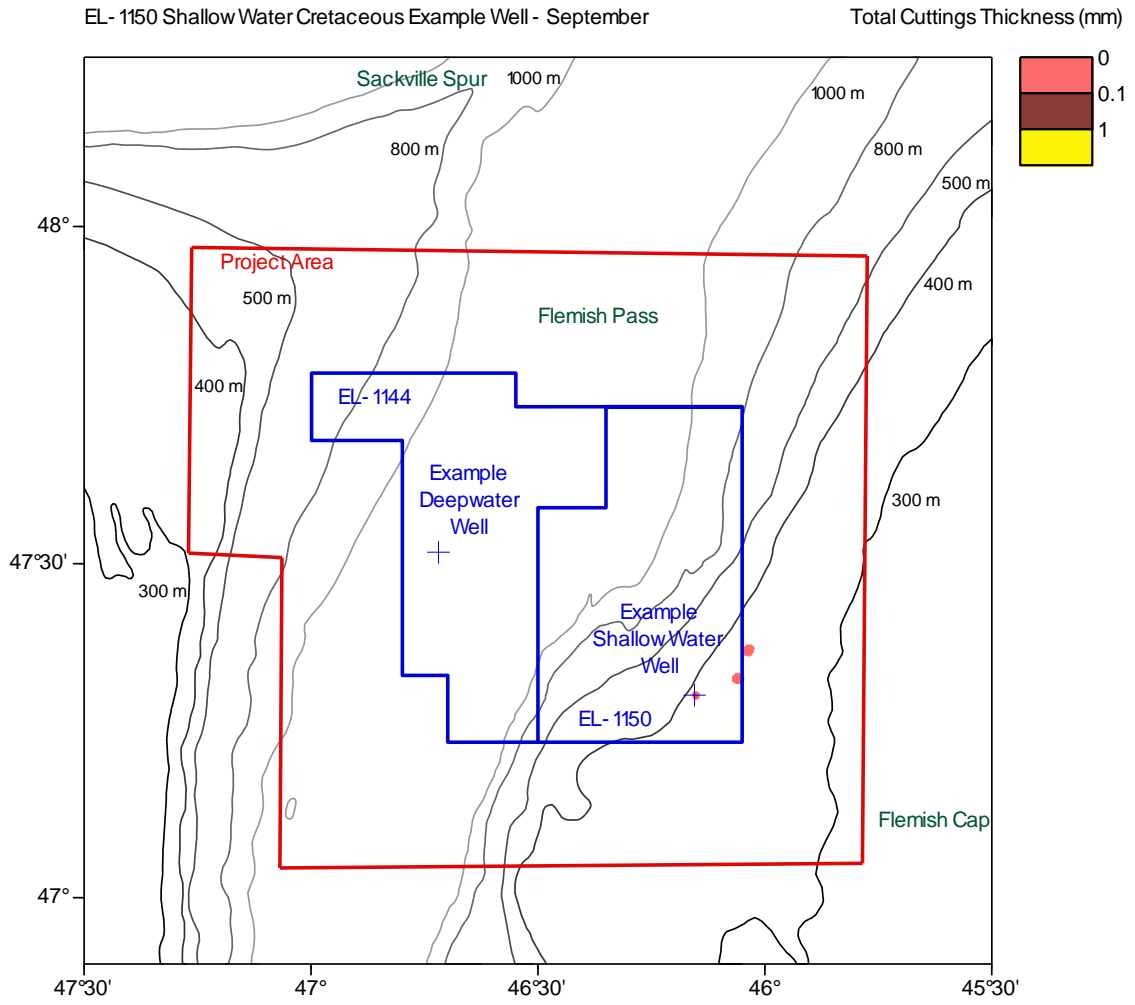 EL- 1150 Shallow Water Cretaceous Example Well - September
Total Cuttings Thickness (mm)
0
0.1
1
Sackville Spur
1000 m
1000 m
800 m
800 m
500 m
48°
Project Area
500 m
400 m
Flemish Pass
400 m
EL- 1144
Example
Deepwater
Well
300 m
47°30'
300 m
Example
Shallow Water
Well
EL- 1150
Flemish Cap
47°
47°30'
47°
46°30'
46°
45°30'